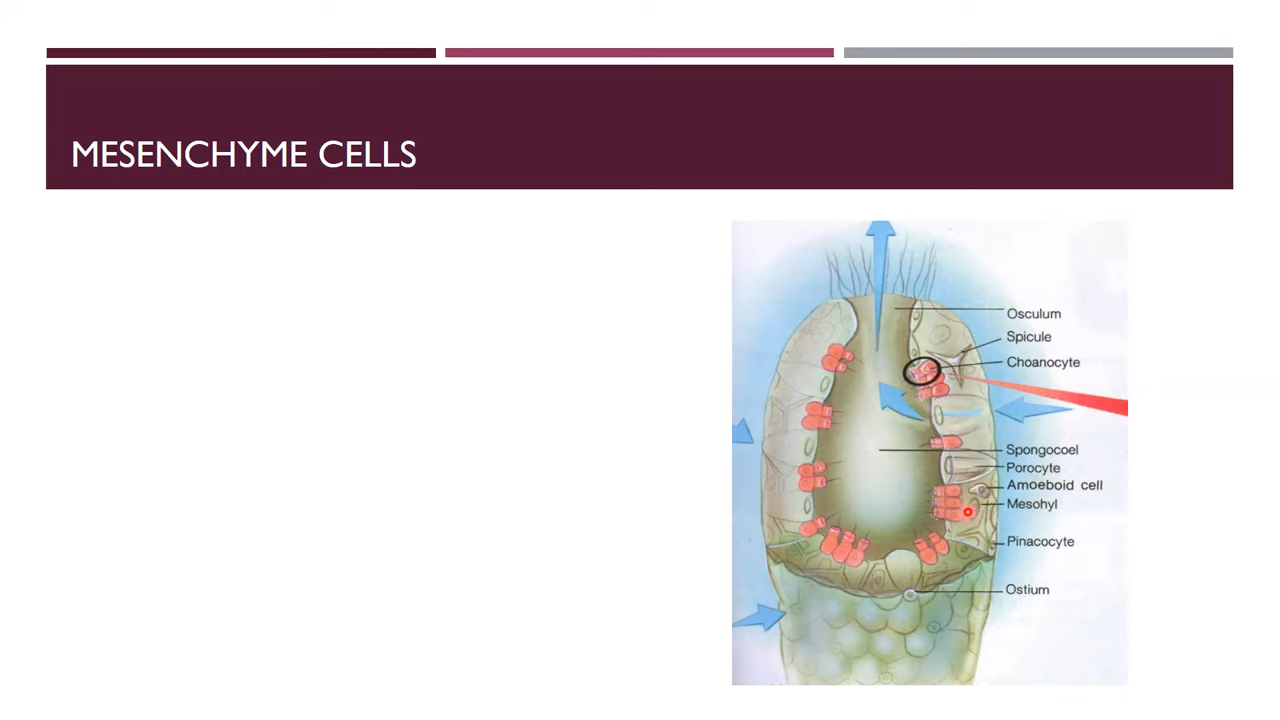 MESENCHYME CELLS
Osculum
Spicule
Choanocyte
Spongocoel
Porocyte
Amoeboid cell
Mesohyl
Pinacocyte
Ostium